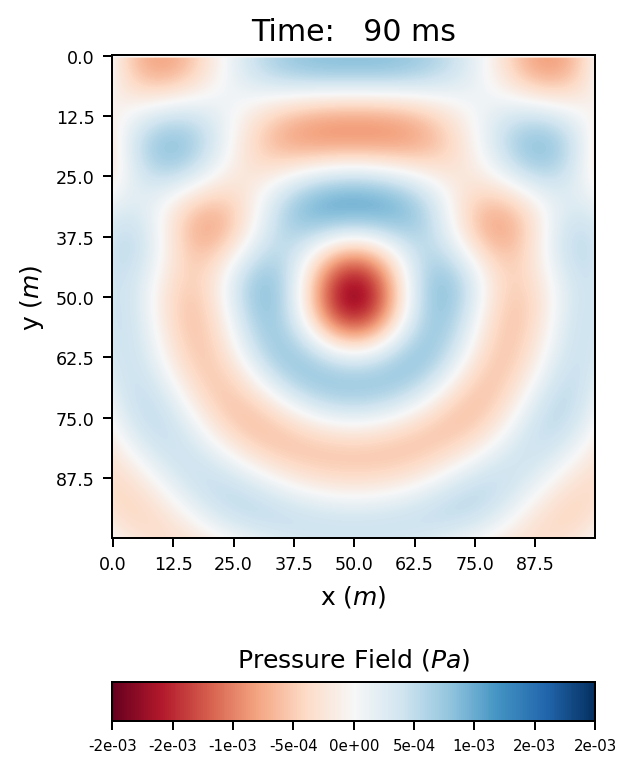 Time: 90 ms
0.0
12.5
25.0
37.5
50.0
62.5
75.0
87.5
y (m)
0.0 12.5 25.0 37.5 50.0 62.5 75.0 87.5
x (m)
Pressure Field (Pa)
-2e-03 -2e-03 -1e-03 -5e-04 0e+00 5e-04 1e-03 2e-03 2e-03